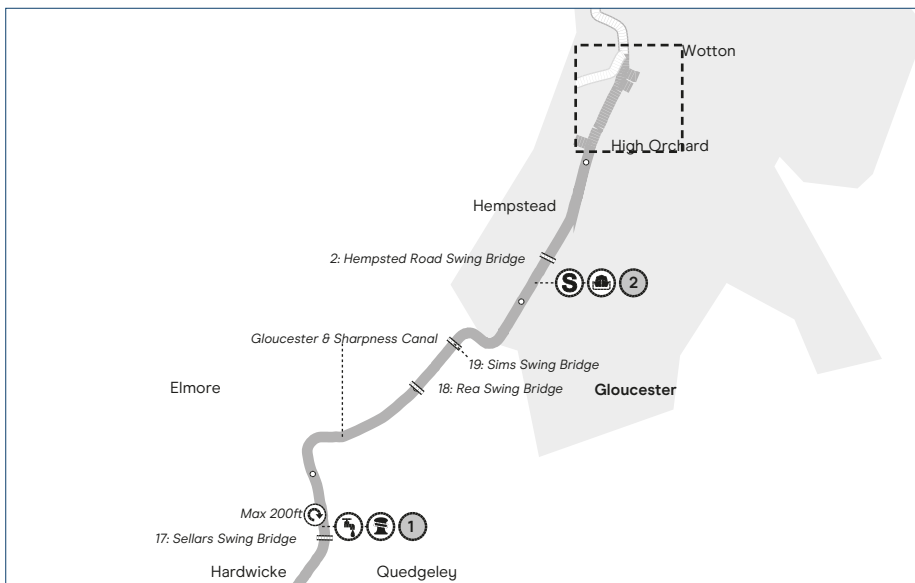 Wotton
High Orchard
Hempstead
2: Hempsted Road Swing Bridge
S 2
Gloucester & Sharpness Canal
19: Sims Swing Bridge
Elmore
18: Rea Swing Bridge
Gloucester
Max 200ft
1
17: Sellars Swing Bridge
Hardwicke
Quedgeley